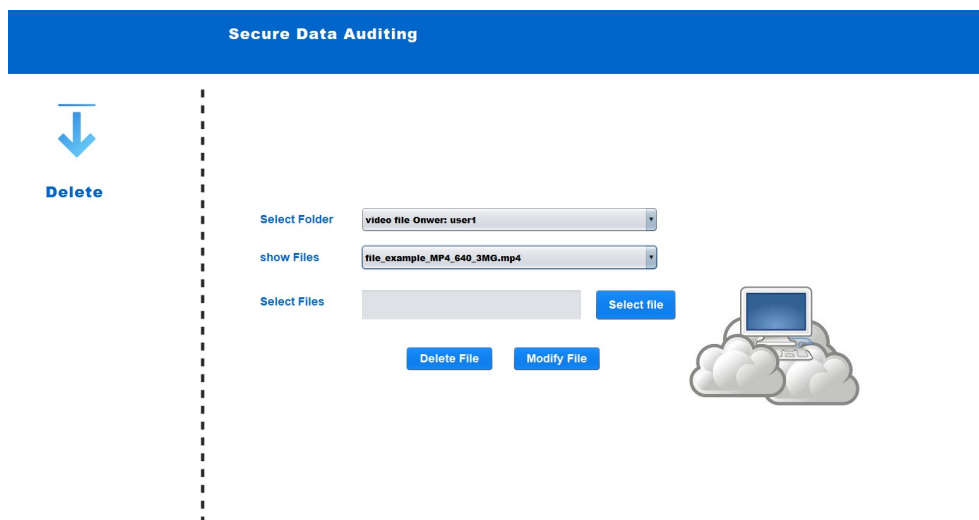 Secure Data Auditing
Delete
Select Folder video file Onwer: user1
show Files file_example_MP4_640_3MG.mp4
Select Files Select file
Delete File Modify File